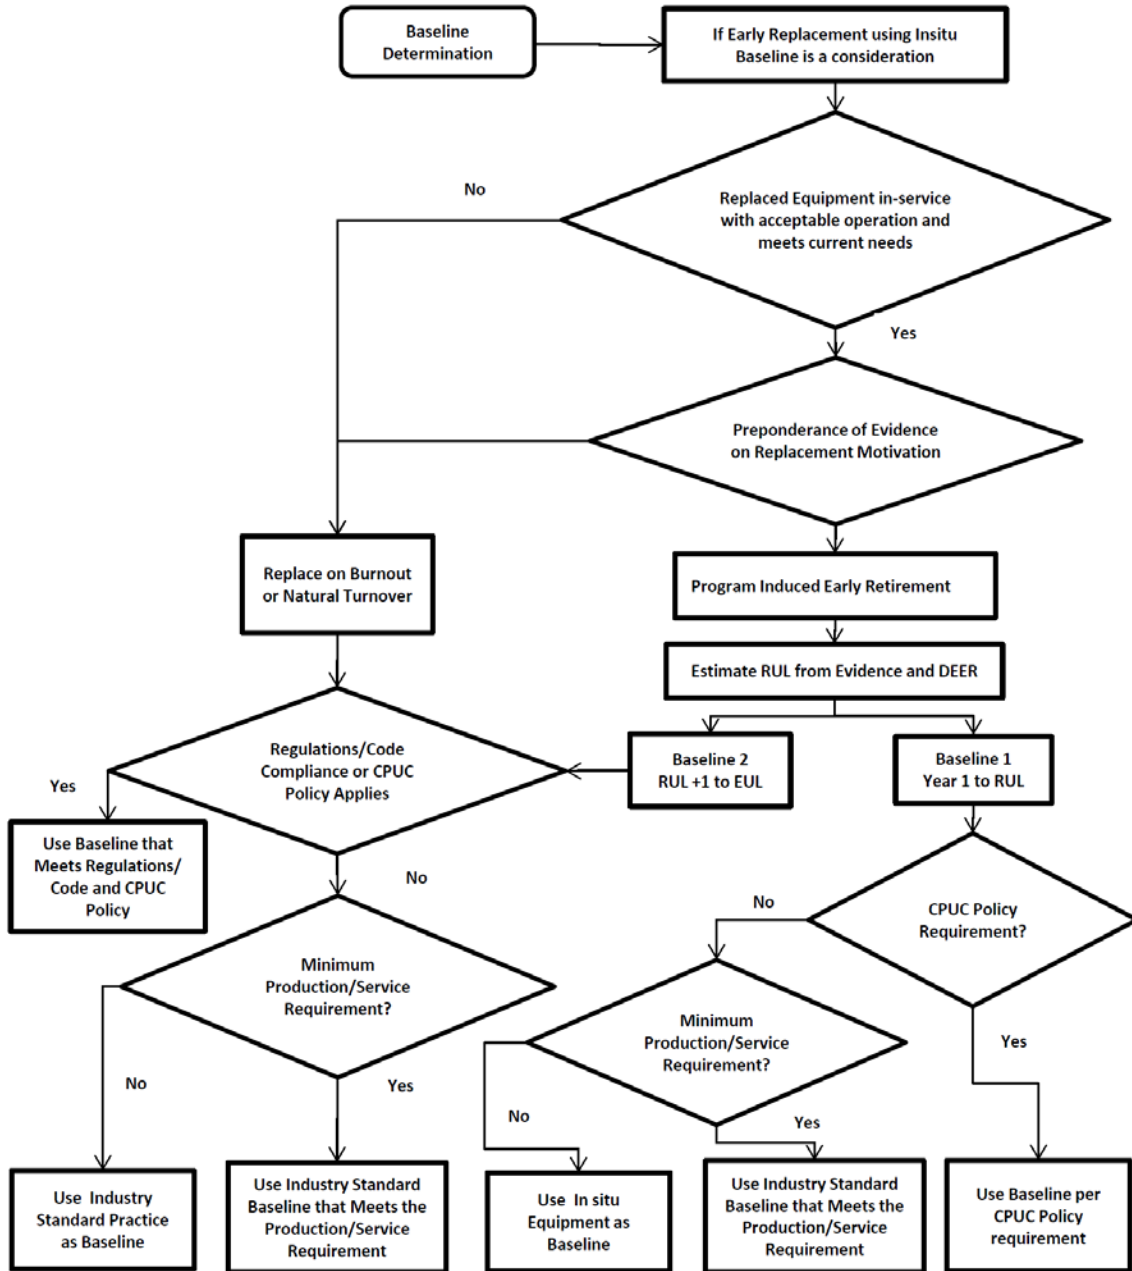 Baseline
Determination
If Early Replacement using Insitu
Baseline is a consideration
No
Replaced Equipment in-service
with acceptable operation and
meets current needs
Yes
Preponderance of Evidence
on Replacement Motivation
Replace on Burnout
or Natural Turnover
Program Induced Early Retirement
Estimate RUL from Evidence and DEER
Regulations/Code
Compliance or CPUC
Policy Applies
Baseline 2
RUL +1 to EUL
Baseline 1
Year 1 to RUL
Yes
Use Baseline that
Meets Regulations/
Code and CPUC
Policy
No
No
CPUC Policy
Requirement?
Minimum
Production/Service
Requirement?
Minimum
Production/Service
Requirement?
Yes
No
Yes
No
Yes
Use Industry
Standard Practice
as Baseline
Use Industry Standard
Baseline that Meets the
Production/Service
Requirement
Use In situ
Equipment as
Baseline
Use Industry Standard
Baseline that Meets the
Production/Service
Requirement
Use Baseline per
CPUC Policy
requirement